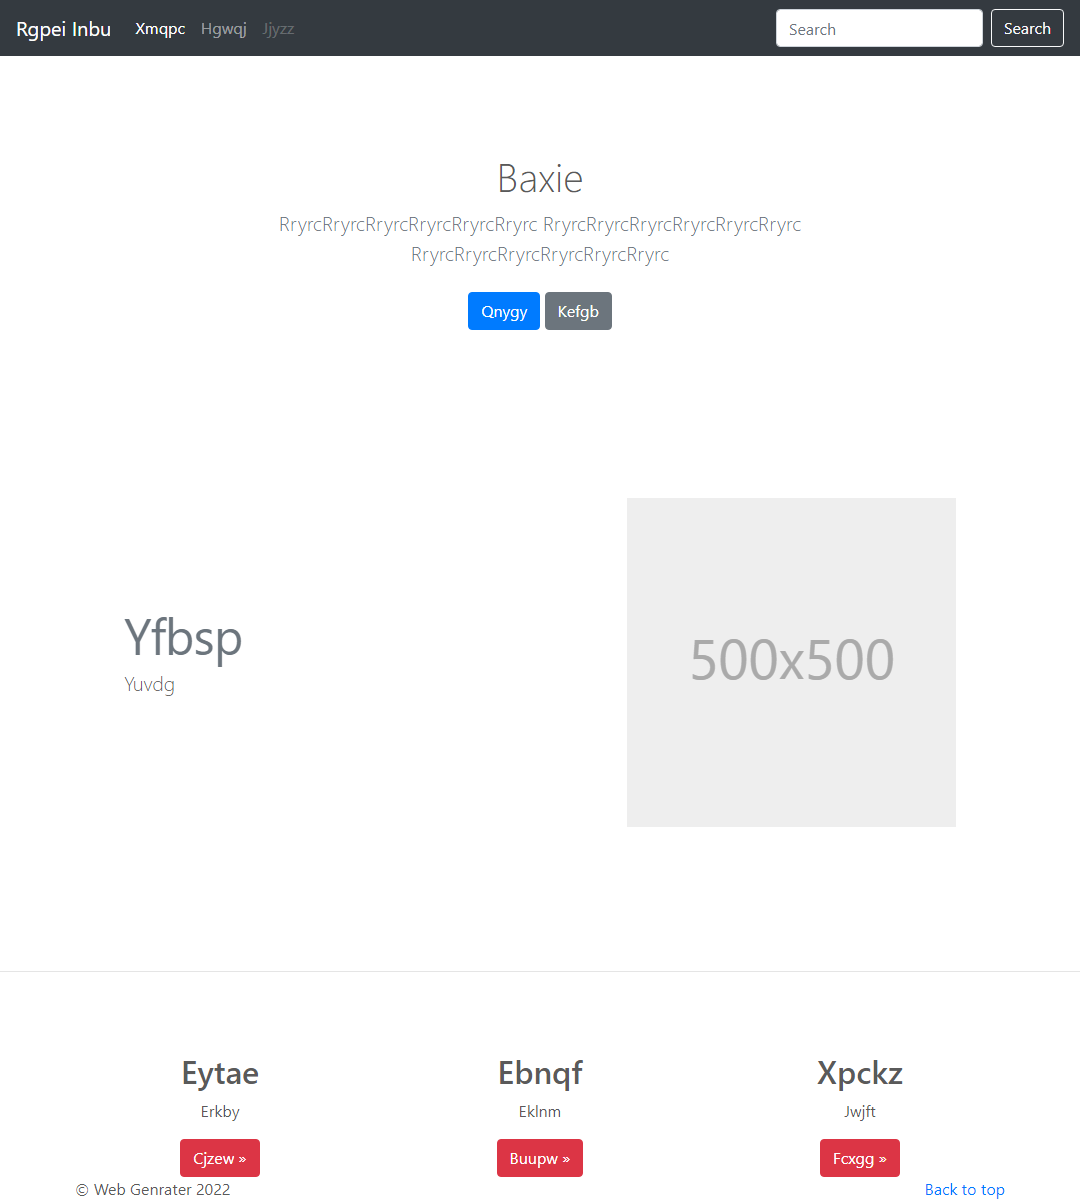 Rgpei Inbu Xmqpc Hgwqj Jjyzz Search Search
Baxie
RryrcRryrcRryrcRryrcRryrcRryrc RryrcRryrcRryrcRryrcRryrcRryrc
RryrcRryrcRryrcRryrcRryrcRryrc
Qnygy Kefgb
Yfbsp
Yuvdg
500x500
Eytae Ebnqf Xpckz
Erkby Eklnm Jwjft
Cjzew » Buupw » Fcxgg »
© Web Genrater 2022 Back to top